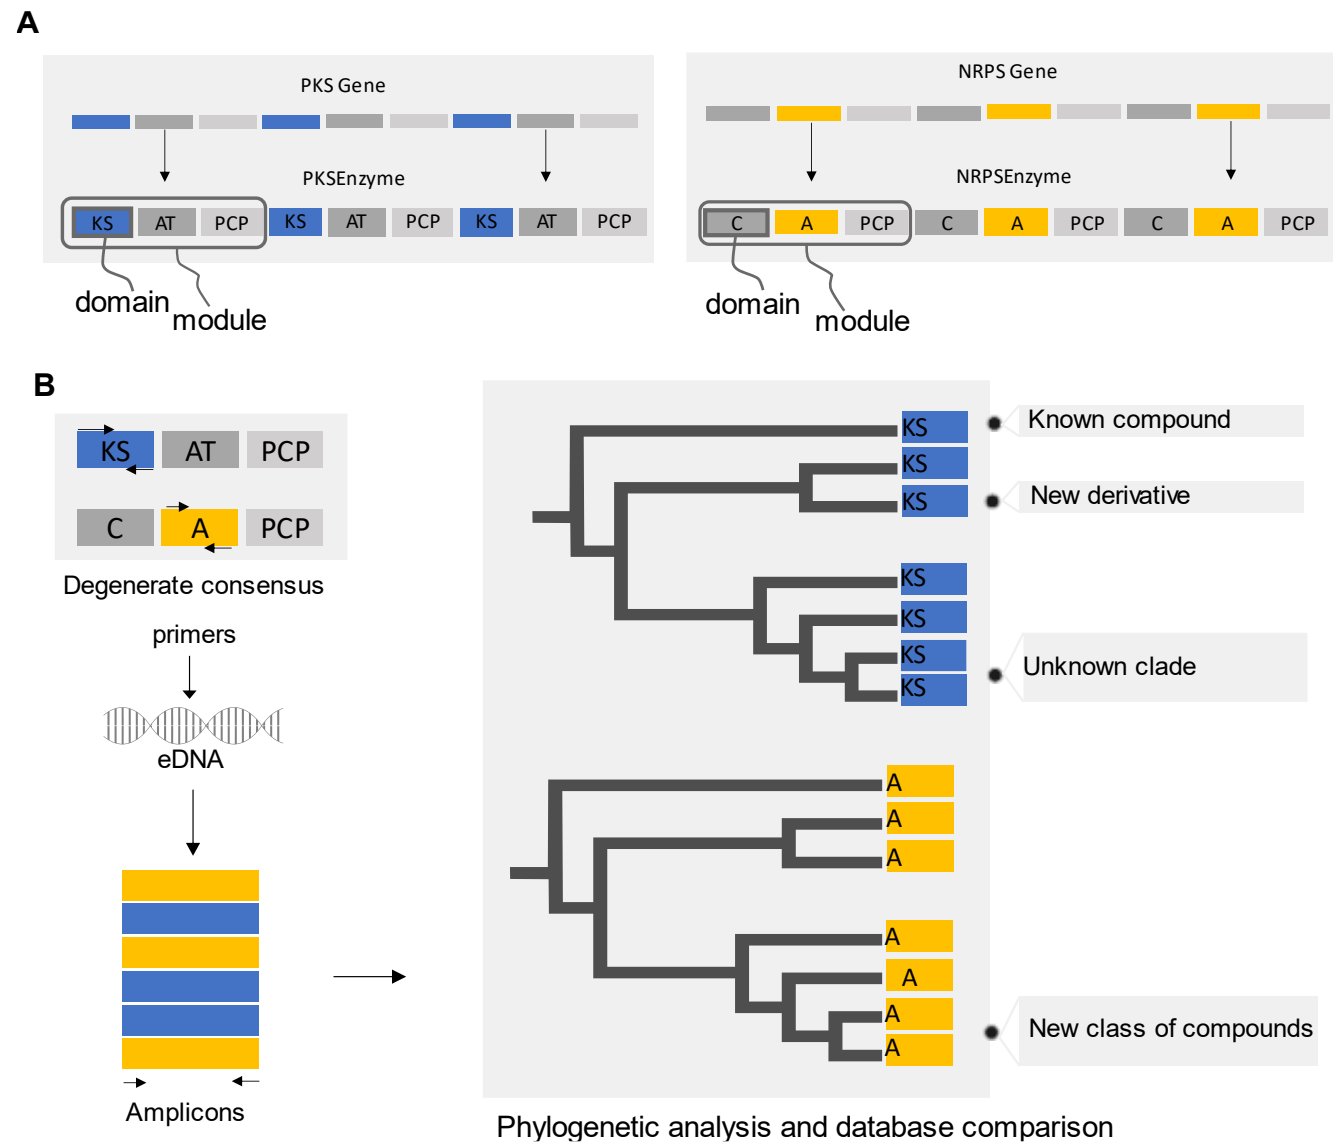 A
PKS Gene
PKSEnzyme
KS AT PCP KS AT PCP KS AT PCP
domain
module
NRPS Gene
NRPSEnzyme
C A PCP C A PCP C A PCP
domain
module
B
KS AT PCP
C A PCP
Degenerate consensus
primers
eDNA
Amplicons
KS
KS
KS
KS
KS
KS
KS
Known compound
New derivative
Unknown clade
A
A
A
A
A
A
A
New class of compounds
Phylogenetic analysis and database comparison